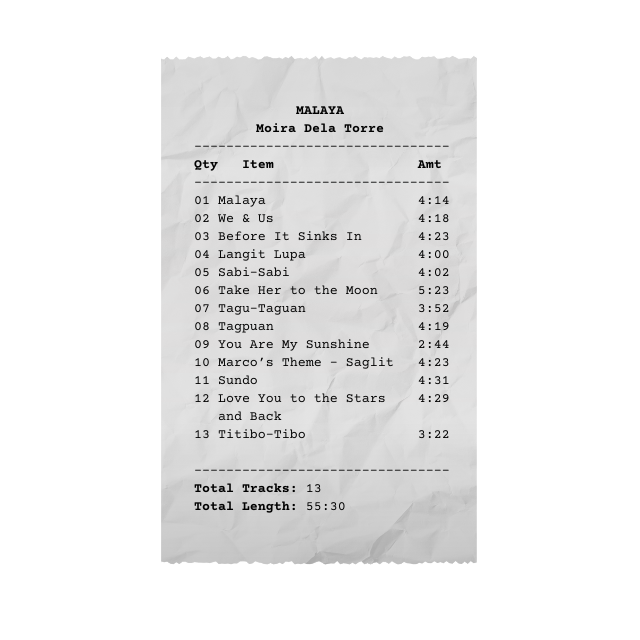 MALAYA
Moira Dela Torre
Qty Item Amt
01 Malaya 4:14
02 We & Us 4:18
03 Before It Sinks In 4:23
04 Langit Lupa 4:00
05 Sabi-Sabi 4:02
06 Take Her to the Moon 5:23
07 Tagu-Taguan 3:52
08 Tagpuan 4:19
09 You Are My Sunshine 2:44
10 Marco’s Theme - Saglit 4:23
11 Sundo 4:31
12 Love You to the Stars 4:29
and Back
13 Titibo-Tibo 3:22
Total Tracks: 13
Total Length: 55:30